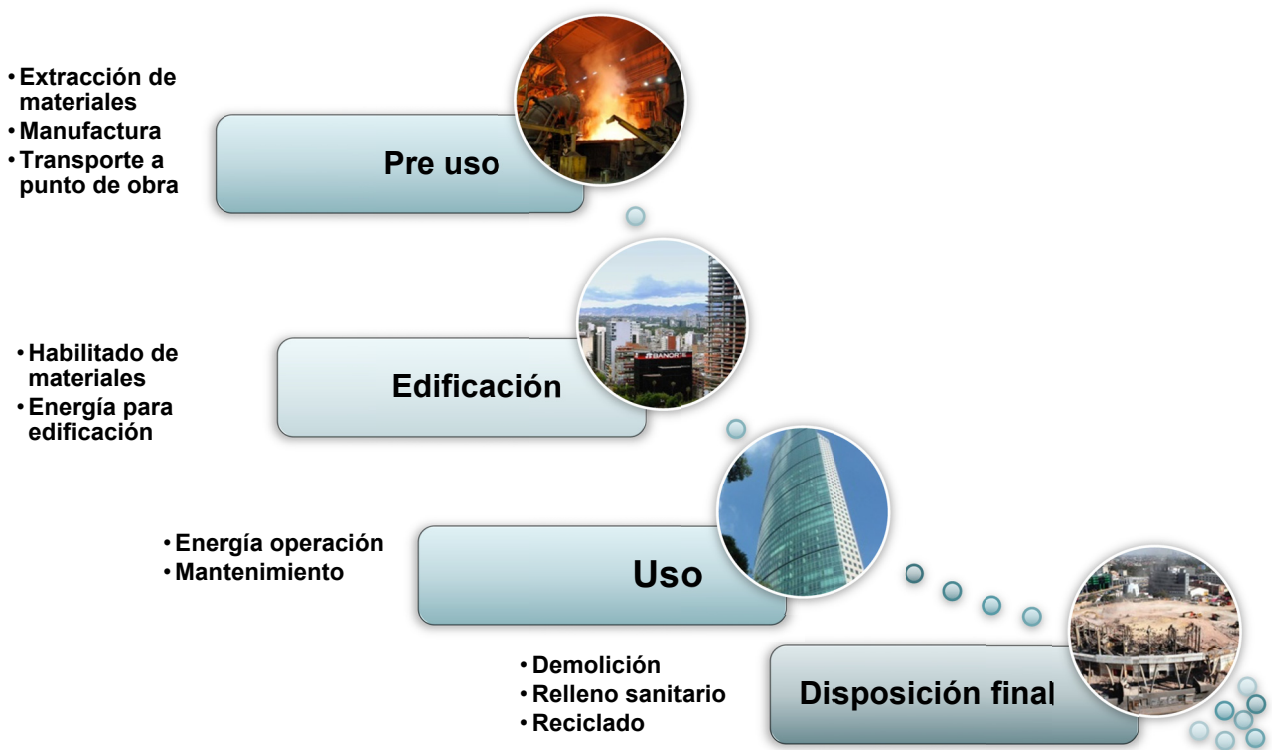 • Extracción de
materiales
• Manufactura
• Transporte a
punto de obra
Pre uso
• Habilitado de
materiales
• Energía para
edificación
Edificación
BANORTE
• Energía operación
• Mantenimiento
Uso
• Demolición
• Relleno sanitario
• Reciclado
Disposición final